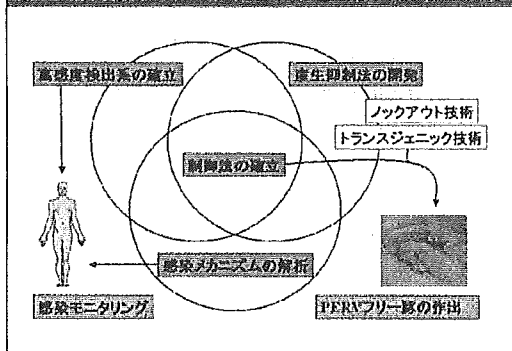 高感度検出系の確立
産生抑制法の開発
ノックアウト技術
トランスジェニック技術
制御法の確立
感染メカニズムの解析
感染モニタリング
PERVフリー豚の作出